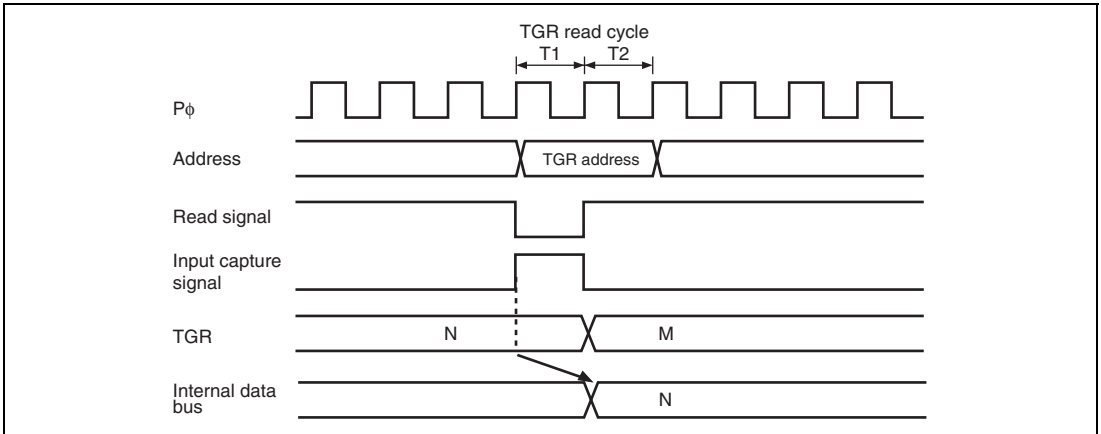 TGR read cycle
T1 T2
Pϕ
Address
TGR address
Read signal
Input capture
signal
TGR
N
M
Internal data
bus
N